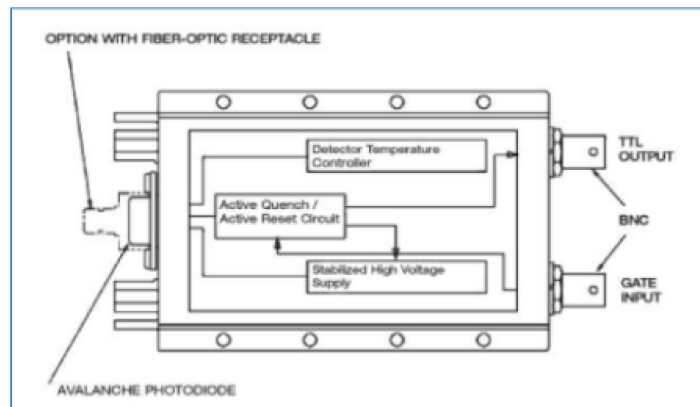 OPTION WITH FIBER-OPTIC RECEPTACLE
Detector Temperature
Controller
TTL
OUTPUT
Active Quench /
Active Reset Circuit
BNC
Stabilized High Voltage
Supply
GATE
INPUT
AVALANCHE PHOTODIODE